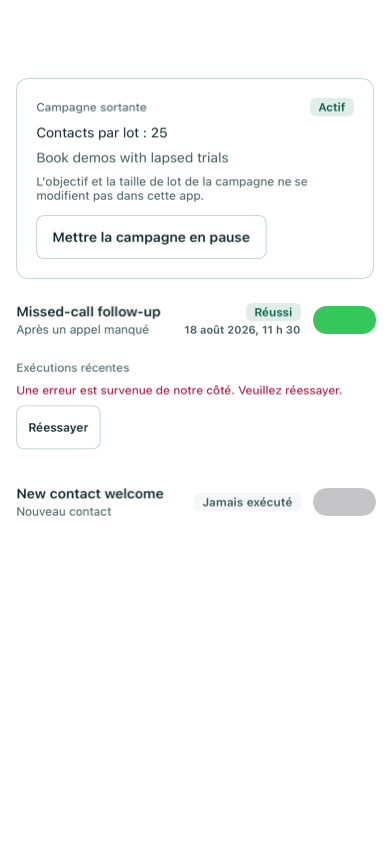 Campagne sortante
Actif
Contacts par lot : 25
Book demos with lapsed trials
L'objectif et la taille de lot de la campagne ne se
modifient pas dans cette app.
Mettre la campagne en pause
Missed-call follow-up
Réussi
Après un appel manqué
18 août 2026, 11 h 30
Exécutions récentes
Une erreur est survenue de notre côté. Veuillez réessayer.
Réessayer
New contact welcome
Jamais exécuté
Nouveau contact